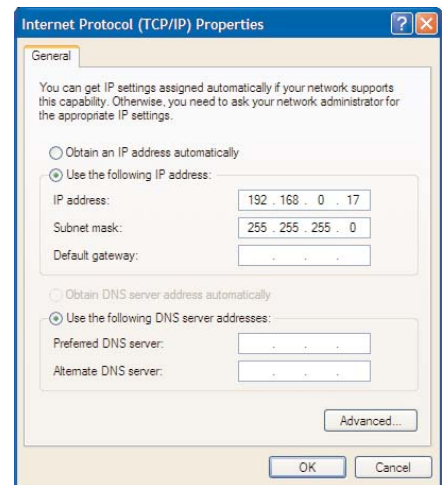 Internet Protocol (TCP/IP) Properties
General
You can get IP settings assigned automatically if your network supports
this capability. Otherwise, you need to ask your network administrator for
the appropriate IP settings.
Obtain an IP address automatically
Use the following IP address:
IP address: 192 . 168 . 0 . 17
Subnet mask: 255 . 255 . 255 . 0
Default gateway: . . .
Obtain DNS server address automatically
Use the following DNS server addresses:
Preferred DNS server: . . .
Alternate DNS server: . . .
Advanced...
OK Cancel